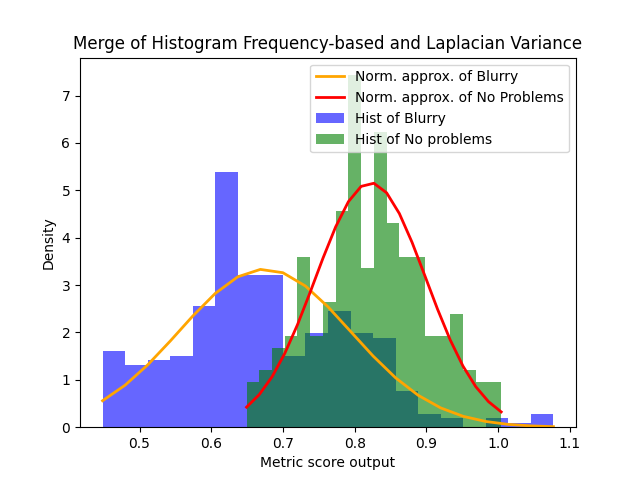 Merge of Histogram Frequency-based and Laplacian Variance
Norm. approx. of Blurry
Norm. approx. of No Problems
Hist of Blurry
Hist of No problems
Density
7
6
5
4
3
2
1
0
0.5 0.6 0.7 0.8 0.9 1.0 1.1
Metric score output